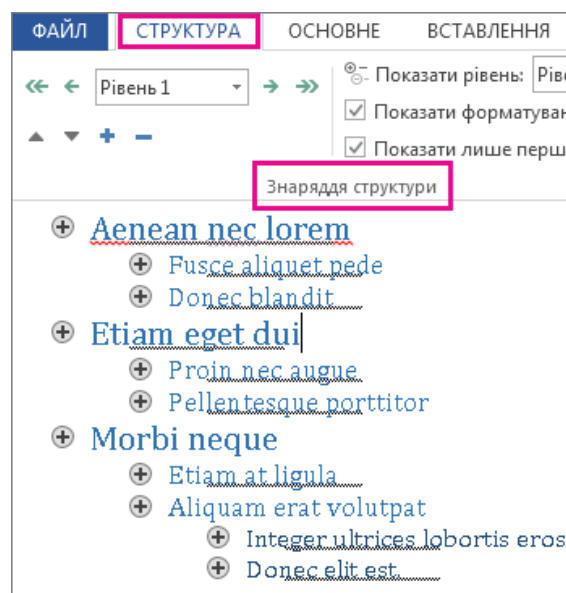 ФАЙЛ СТРУКТУРА ОСНОВНЕ ВСТАВЛЕННЯ
Рівень 1 Показати рівень: Ріве
Показати форматуван
Показати лише перш
Знаряддя структури
Aenean nec lorem
Fusce aliquet pede
Donec blandit
Etiam eget dui
Proin nec augue
Pellentesque porttitor
Morbi neque
Etiam at ligula
Aliquam erat volutpat
Integer ultrices lobortis eros
Donec elit est.